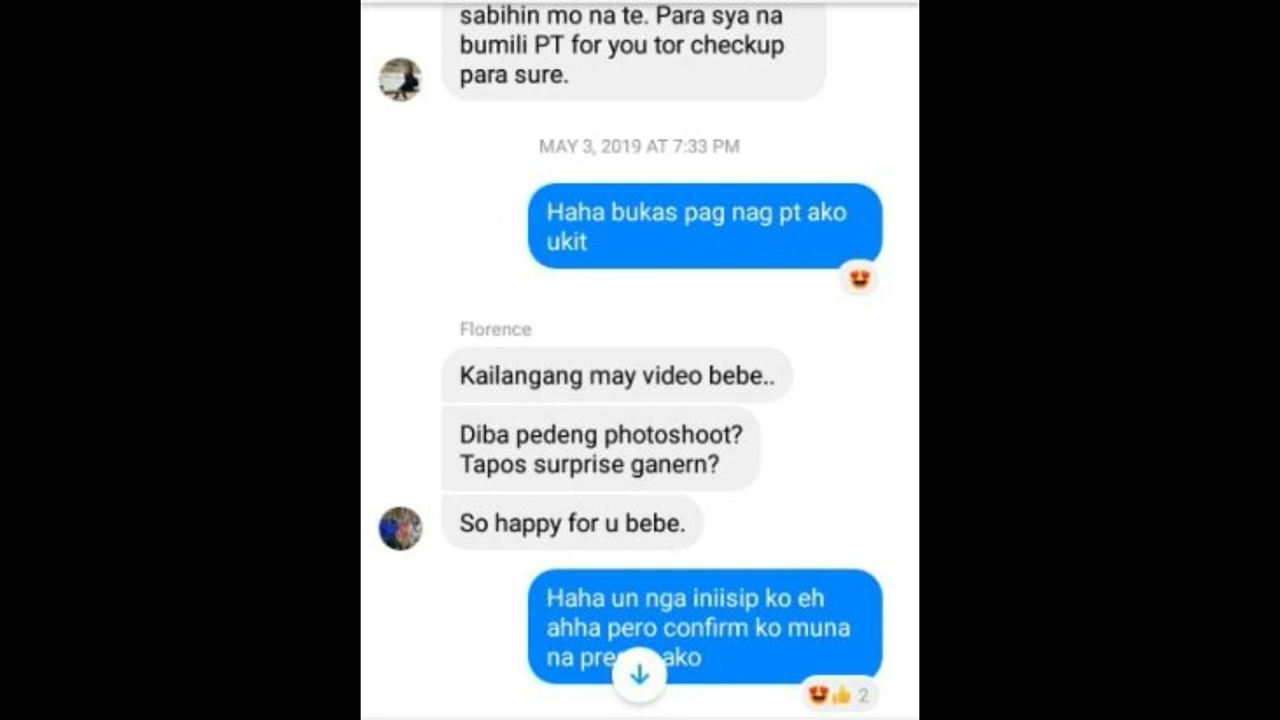 sabihin mo na te. Para sya na
bumili PT for you tor checkup
para sure.
MAY 3, 2019 AT 7:33 PM
Haha bukas pag nag pt ako
ukit
Florence
Kailangang may video bebe..
Diba pedeng photoshoot?
Tapos surprise ganern?
So happy for u bebe.
Haha un nga iniisip ko eh
ahha pero confirm ko muna
na ako
2